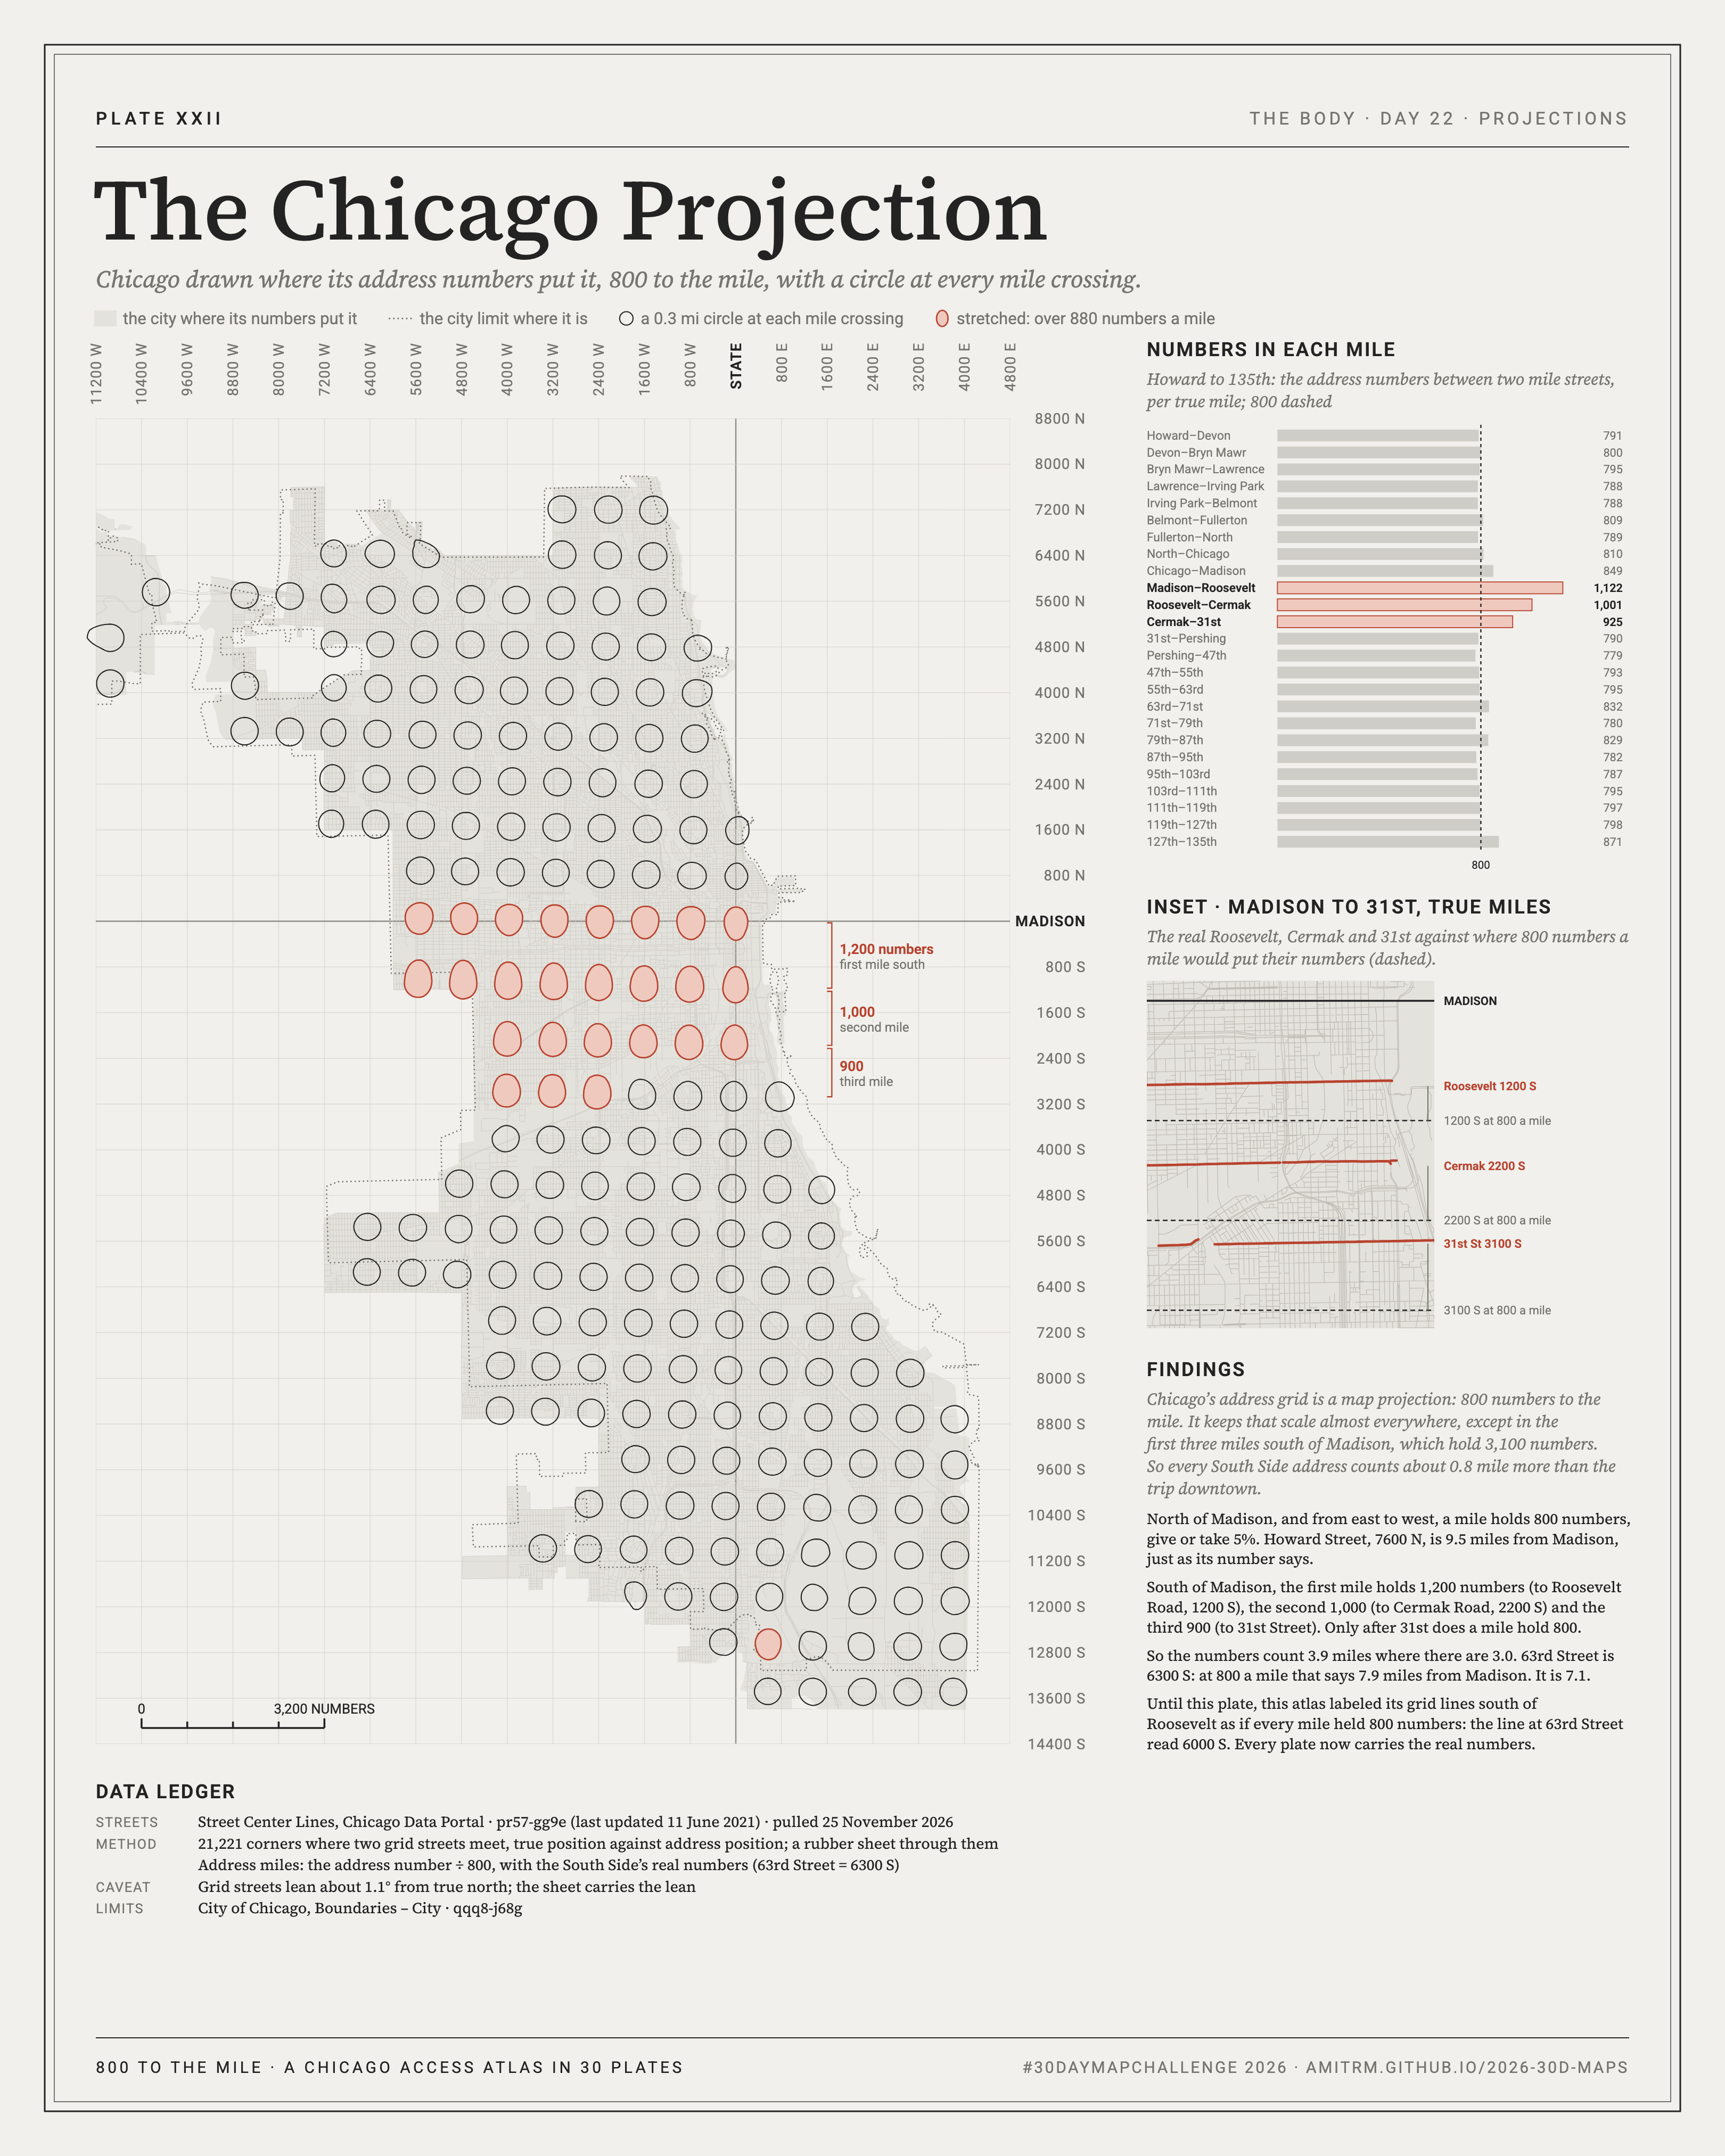 PLATE XXII
THE BODY · DAY 22 · PROJECTIONS
The Chicago Projection
Chicago drawn where its address numbers put it, 800 to the mile, with a circle at every mile crossing.
the city where its numbers put it
the city limit where it is
a 0.3 mi circle at each mile crossing
stretched: over 880 numbers a mile
11200 W
10400 W
9600 W
8800 W
8000 W
7200 W
6400 W
5600 W
4800 W
4000 W
3200 W
2400 W
1600 W
800 W
STATE
800 E
1600 E
2400 E
3200 E
4000 E
4800 E
8800 N
8000 N
7200 N
6400 N
5600 N
4800 N
4000 N
3200 N
2400 N
1600 N
800 N
MADISON
800 S
1600 S
2400 S
3200 S
4000 S
4800 S
5600 S
6400 S
7200 S
8000 S
8800 S
9600 S
10400 S
11200 S
12000 S
12800 S
13600 S
14400 S
1,200 numbers
first mile south
1,000
second mile
900
third mile
0
3,200 NUMBERS
NUMBERS IN EACH MILE
Howard to 135th: the address numbers between two mile streets,
per true mile; 800 dashed
Howard–Devon 791
Devon–Bryn Mawr 800
Bryn Mawr–Lawrence 795
Lawrence–Irving Park 788
Irving Park–Belmont 788
Belmont–Fullerton 809
Fullerton–North 789
North–Chicago 810
Chicago–Madison 849
Madison–Roosevelt 1,122
Roosevelt–Cermak 1,001
Cermak–31st 925
31st–Pershing 790
Pershing–47th 779
47th–55th 793
55th–63rd 795
63rd–71st 832
71st–79th 780
79th–87th 829
87th–95th 782
95th–103rd 787
103rd–111th 795
111th–119th 797
119th–127th 798
127th–135th 871
800
INSET · MADISON TO 31ST, TRUE MILES
The real Roosevelt, Cermak and 31st against where 800 numbers a
mile would put their numbers (dashed).
MADISON
Roosevelt 1200 S
1200 S at 800 a mile
Cermak 2200 S
2200 S at 800 a mile
31st St 3100 S
3100 S at 800 a mile
FINDINGS
Chicago's address grid is a map projection: 800 numbers to the
mile. It keeps that scale almost everywhere, except in the
first three miles south of Madison, which hold 3,100 numbers.
So every South Side address counts about 0.8 mile more than the
trip downtown.
North of Madison, and from east to west, a mile holds 800 numbers,
give or take 5%. Howard Street, 7600 N, is 9.5 miles from Madison,
just as its number says.
South of Madison, the first mile holds 1,200 numbers (to Roosevelt
Road, 1200 S), the second 1,000 (to Cermak Road, 2200 S) and the
third 900 (to 31st Street). Only after 31st does a mile hold 800.
So the numbers count 3.9 miles where there are 3.0. 63rd Street is
6300 S: at 800 a mile that says 7.9 miles from Madison. It is 7.1.
Until this plate, this atlas labeled its grid lines south of
Roosevelt as if every mile held 800 numbers: the line at 63rd Street
read 6000 S. Every plate now carries the real numbers.
DATA LEDGER
STREETS Street Center Lines, Chicago Data Portal · pr57-gg9e (last updated 11 June 2021) · pulled 25 November 2026
METHOD 21,221 corners where two grid streets meet, true position against address position; a rubber sheet through them
Address miles: the address number ÷ 800, with the South Side's real numbers (63rd Street = 6300 S)
CAVEAT Grid streets lean about 1.1° from true north; the sheet carries the lean
LIMITS City of Chicago, Boundaries – City · qqq8-j68g
800 TO THE MILE · A CHICAGO ACCESS ATLAS IN 30 PLATES
#30DAYMAPCHALLENGE 2026 · AMITRM.GITHUB.IO/2026-30D-MAPS